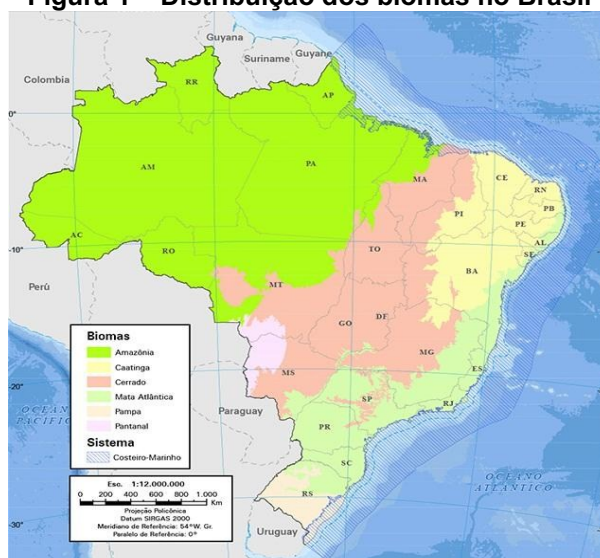 Figura 1 – Distribuição dos biomas no Brasil
Guyana
Suriname
Guyane
Colombia
RR
AP
0°
AM
PA
MA
CE
RN
PB
PI
PE
AL
SE
AC
-10°
RO
TO
BA
Perú
MT
DF
GO
MG
MS
ES
-20°
SP
RJ
Paraguay
PR
SC
RS
-30°
Uruguay
OCEANO
PACÍFICO
OCEANO
ATLÂNTICO
Biomas
Amazônia
Caatinga
Cerrado
Mata Atlântica
Pampa
Pantanal
Sistema
Costeiro-Marinho
Esc. 1:12.000.000
0 200 400 600 800 1.000
Km
Projeção Policônica
Datum SIRGAS 2000
Meridiano de Referência: 54°W. Gr.
Paralelo de Referência: 0°